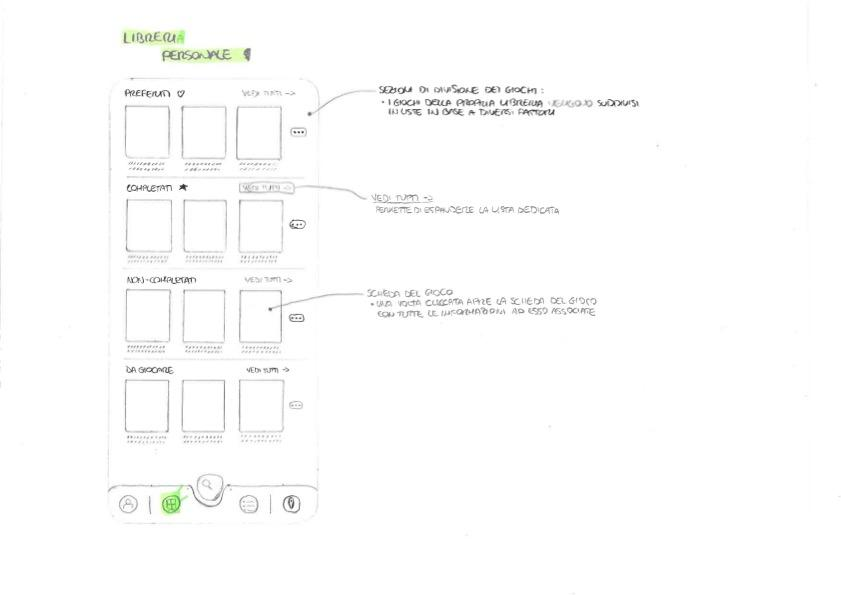 LIBRERIA
PERSONALE
PREFERITI ♡
VEDI TUTTI ->
SEZIONI DI DIVISIONE DEI GIOCHI :
• I GIOCHI DELLA PROPRIA LIBRERIA VENGONO SUDDIVISI
IN LISTE IN BASE A DIVERSI FATTORI
COMPLETATI ★
VEDI TUTTI ->
VEDI TUTTI ->
PERMETTE DI ESPANDERE LA LISTA DEDICATA
NON-COMPLETATI
VEDI TUTTI ->
SCHEDA DEL GIOCO
• UNA VOLTA CLICCATA APRE LA SCHEDA DEL GIOCO
CON TUTTE LE INFORMAZIONI AD ESSO ASSOCIATE
DA GIOCARE
VEDI TUTTI ->